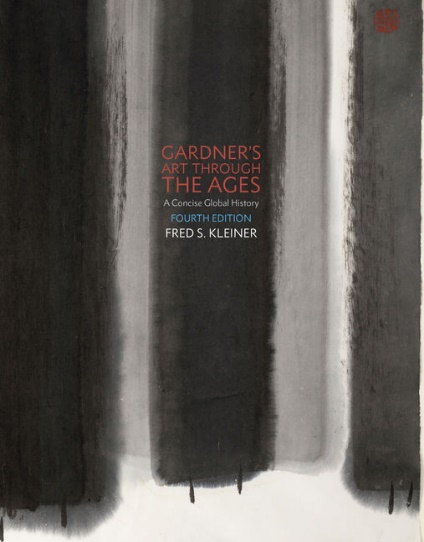 GARDNER'S
ART THROUGH
THE AGES
A Concise Global History
FOURTH EDITION
FRED S. KLEINER